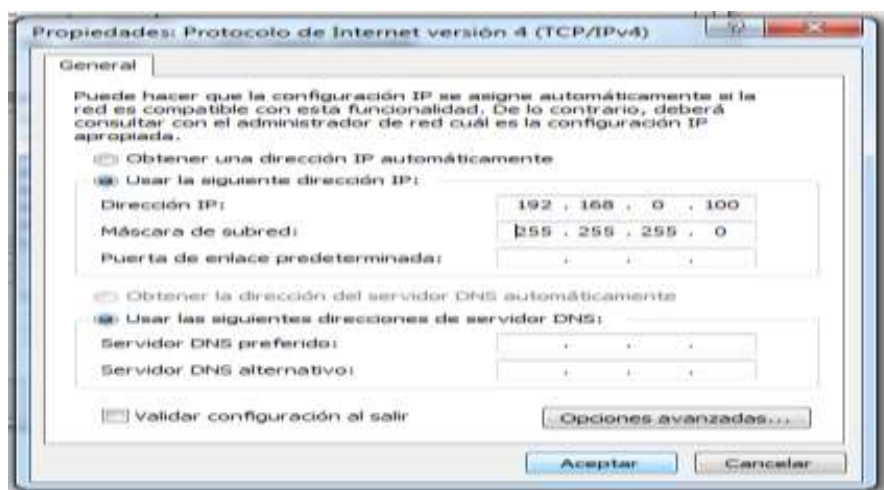 Propiedades: Protocolo de Internet versión 4 (TCP/IPv4)
General
Puede hacer que la configuración IP se asigne automáticamente si la
red es compatible con esta funcionalidad. De lo contrario, deberá
consultar con el administrador de red cuál es la configuración IP
apropiada.
Obtener una dirección IP automáticamente
Usar la siguiente dirección IP:
Dirección IP: 192 . 168 . 0 . 100
Máscara de subred: 255 . 255 . 255 . 0
Puerta de enlace predeterminada: . . .
Obtener la dirección del servidor DNS automáticamente
Usar las siguientes direcciones de servidor DNS:
Servidor DNS preferido: . . .
Servidor DNS alternativo: . . .
Validar configuración al salir
Opciones avanzadas...
Aceptar Cancelar